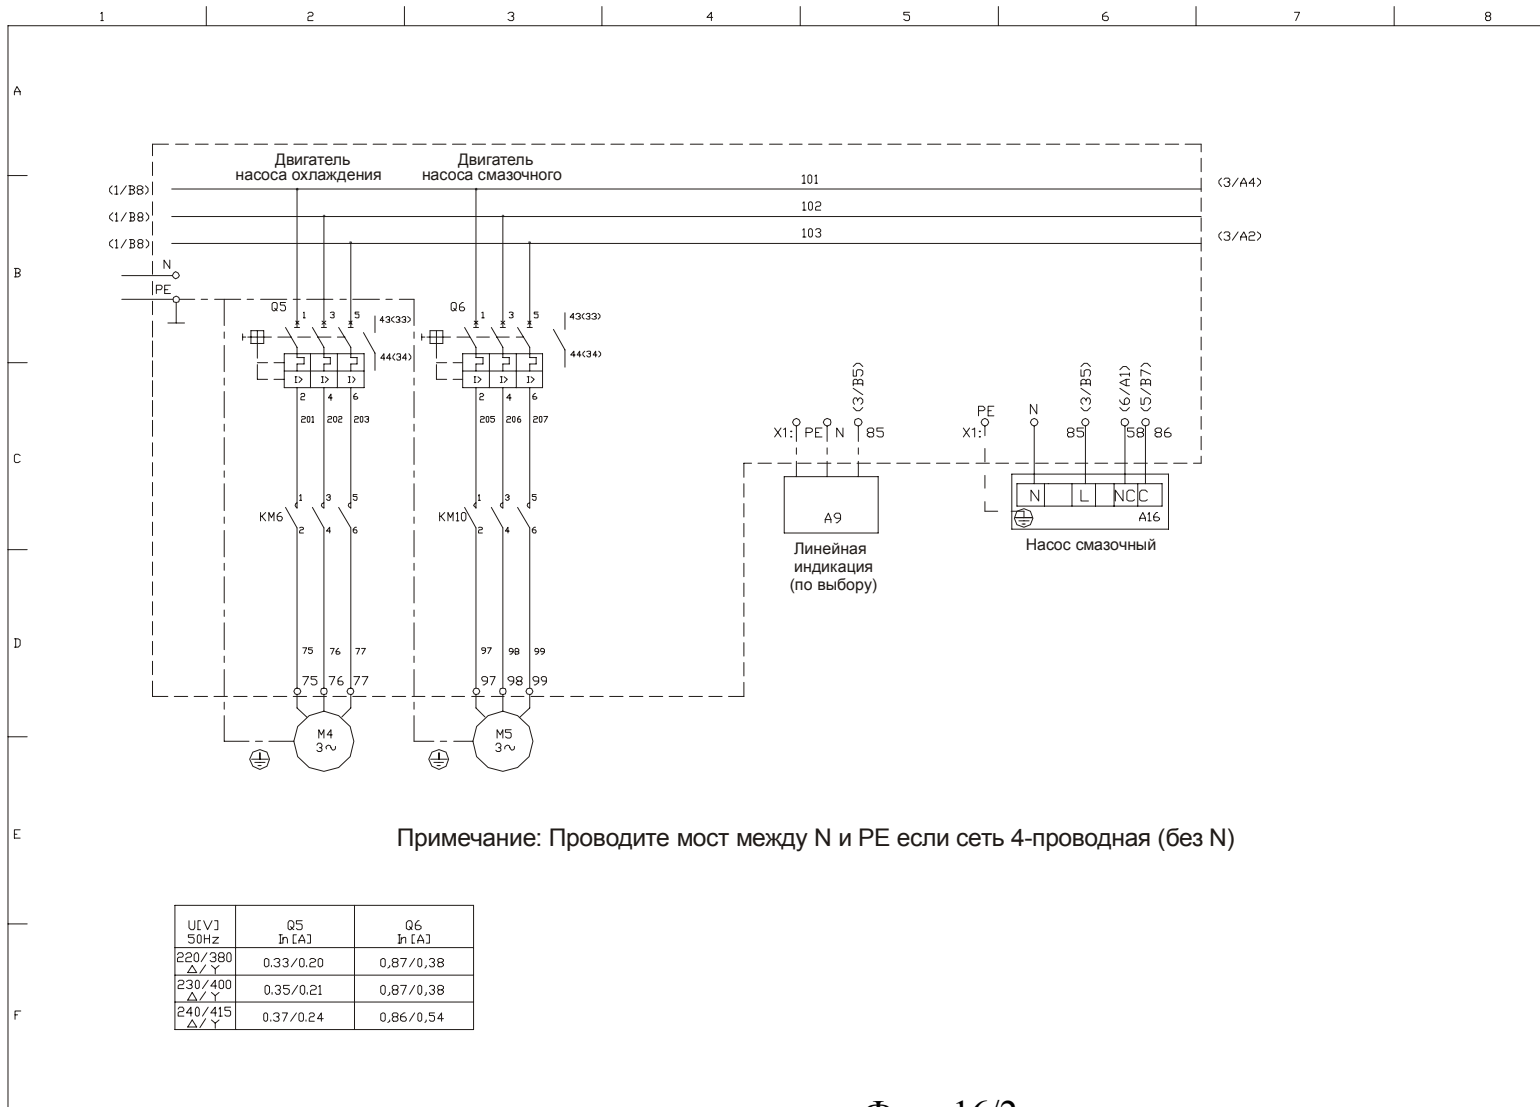 1 2 3 4 5 6 7 8
A
Двигатель
насоса охлаждения
Двигатель
насоса смазочного
(1/B8) 101 (3/A4)
(1/B8) 102
(1/B8) 103 (3/A2)
B
N
PE
Q5 1 3 5 43(33)
Q6 1 3 5 43(33)
44(34) 44(34)
I> I> I> I> I> I>
2 4 6 2 4 6
201 202 203 205 206 207
(3/B5) (3/B5) (6/A1) (5/B7)
X1: PE N 85
PE
X1: N 85 58 86
C
1 3 5 1 3 5
KM6 KM10
2 4 6 2 4 6
A9
N L NC C
A16
Линейная
индикация
(по выбору)
Насос смазочный
D
75 76 77 97 98 99
75 76 77 97 98 99
M4
3~
M5
3~
E
Примечание: Проводите мост между N и PE если сеть 4-проводная (без N)
U[V]
50Hz
Q5
In [A]
Q6
In [A]
220/380
Δ/Y
0.33/0.20 0,87/0,38
230/400
Δ/Y
0.35/0.21 0,87/0,38
240/415
Δ/Y
0.37/0.24 0,86/0,54
F
16/2